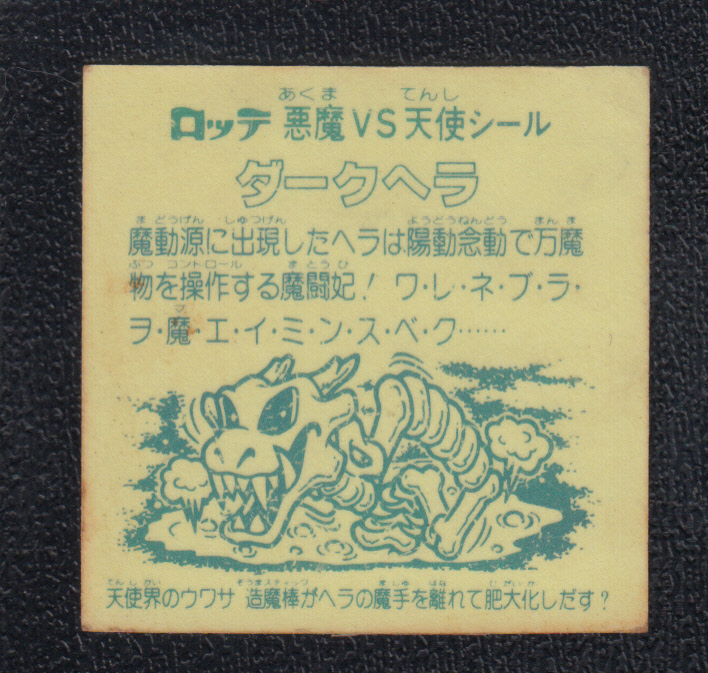 あくま てんし
ロッテ 悪魔VS天使シール
ダークヘラ
まどうげん しゅつげん ようどうねんどう まんま
魔動源に出現したヘラは陽動念動で万魔
ぶつ コントロール まとうひ
物を操作する魔闘妃! ワ・レ・ネ・ブ・ラ・
マ
ヲ・魔・エ・イ・ミ・ン・ス・ベ・ク……
てんしかい そうまスティック ましゅ はな ひだいか
天使界のウワサ 造魔棒がヘラの魔手を離れて肥大化しだす?